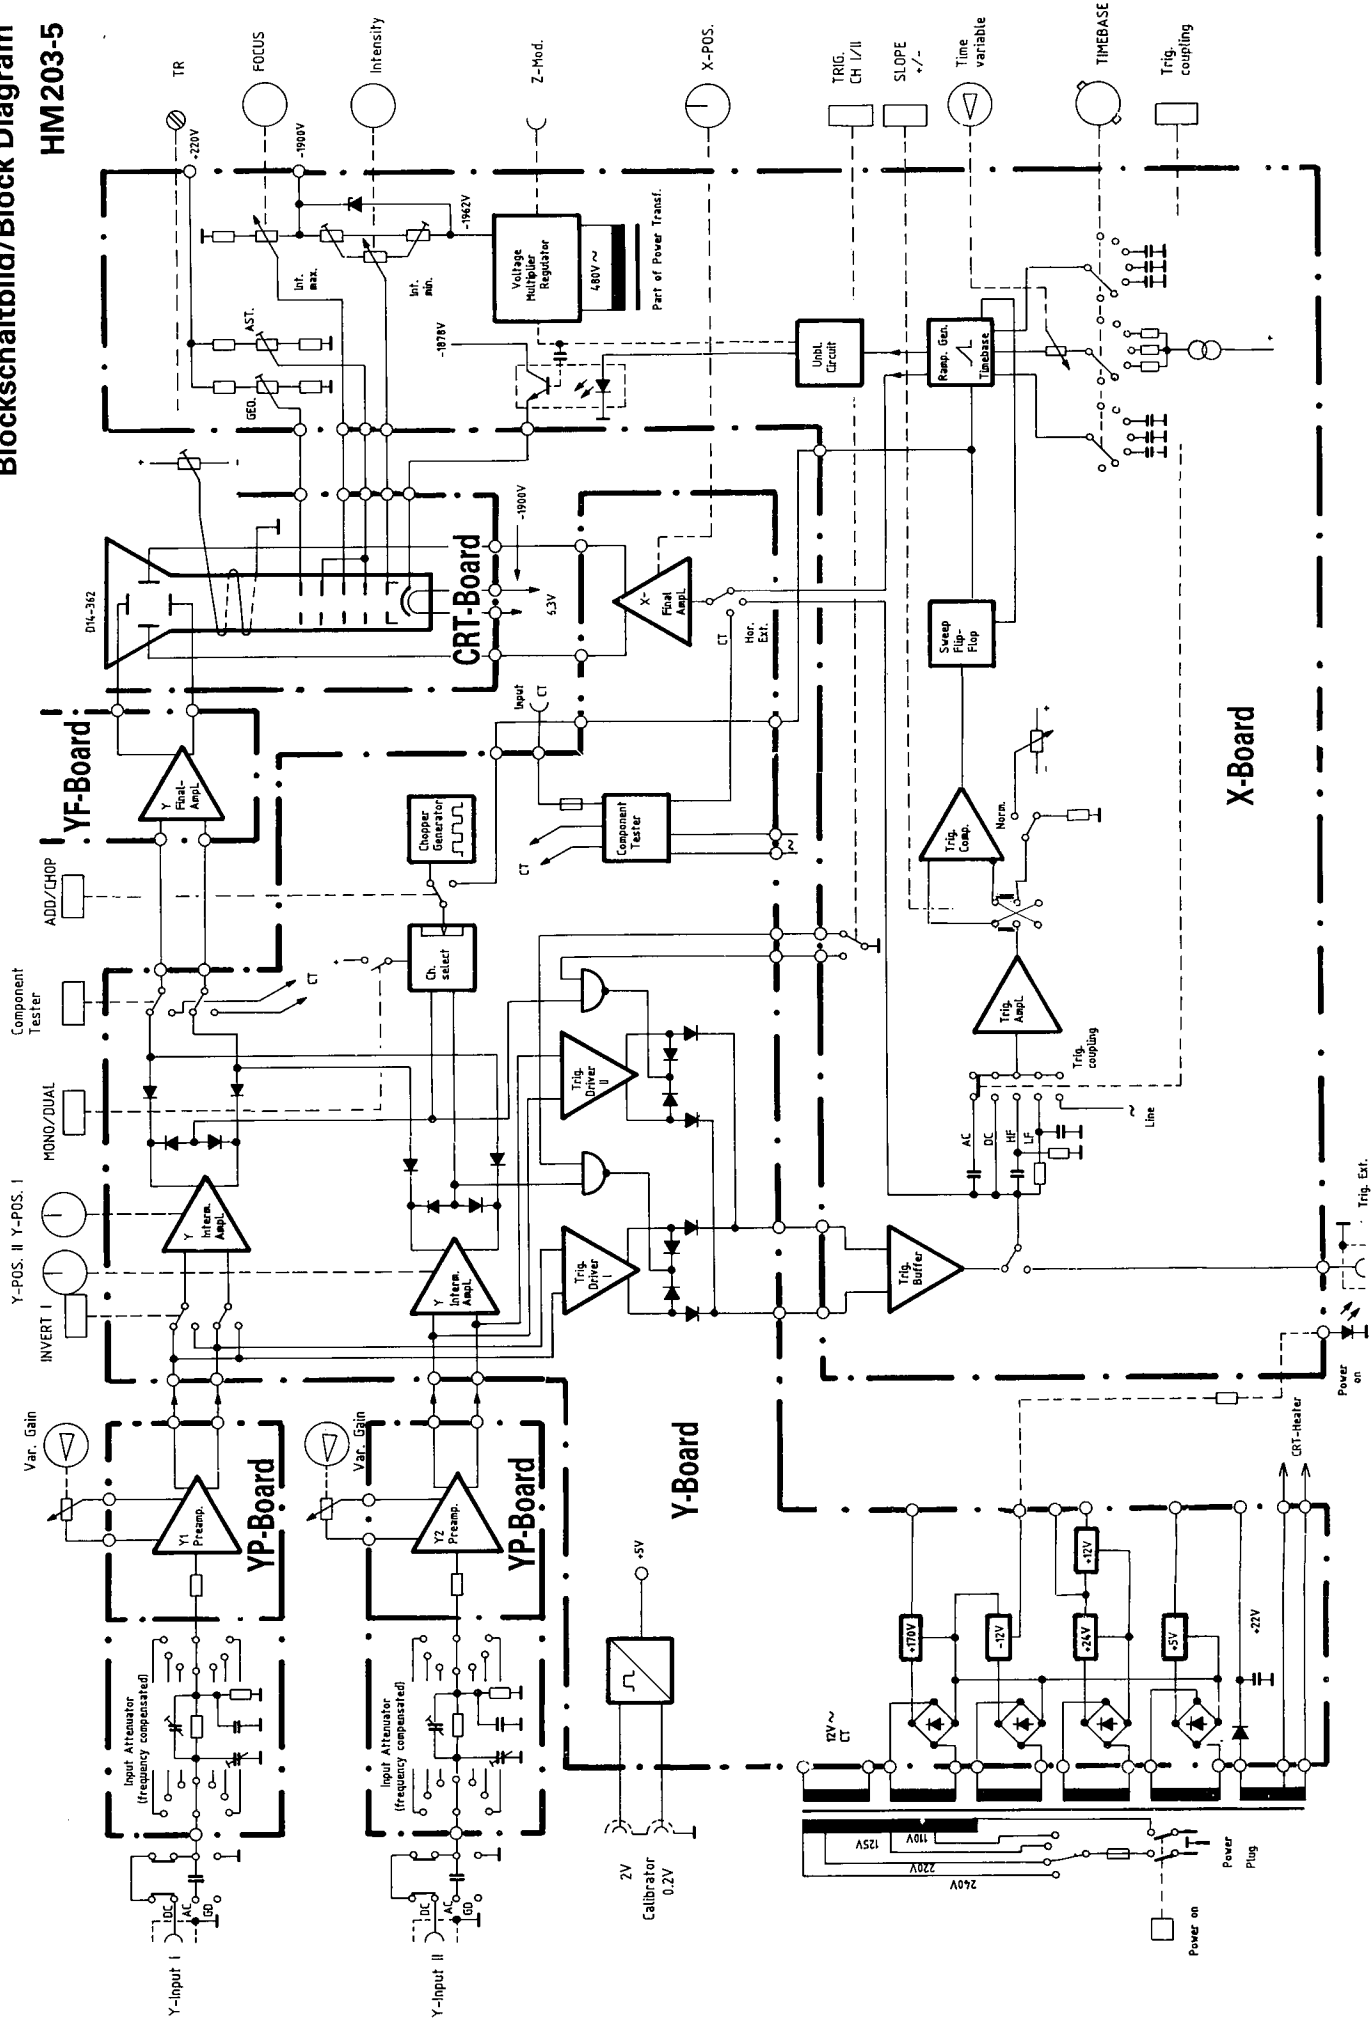 Blockschaltbild/Block Diagram
HM203-5
TR
FOCUS
Intensity
Z-Mod.
X-POS.
TRIG.
CH I/II
SLOPE
+/-
Time
variable
TIMEBASE
Trig.
coupling
+220V
-1900V
-1962V
Int.
max.
Int.
min.
AST.
GEO.
-1878V
Voltage
Multiplier
Regulator
480V ~
Part of Power Transf.
Unbl.
Circuit
Ramp. Gen.
Timebase
+
+
-
D14-362
CRT-Board
-1900V
6,3V
X-
Final
Ampl.
CT
Hor.
Ext.
Sweep
Flip-
Flop
X-Board
YF-Board
Y
Final-
Ampl.
Input
CT
Chopper
Generator
Component
Tester
CT
~
Trig.
Comp.
Norm.
+
-
ADD/CHOP
Component
Tester
MONO/DUAL
Y-POS. II Y-POS. I
INVERT I
CT
+
Ch.
select
Trig.
Driver
II
Trig.
Driver
I
Trig.
Ampl.
Trig.
coupling
AC
DC
HF
LF
~
Line
Y
Interm.
Ampl.
Y
Interm.
Ampl.
Trig.
Buffer
Trig. Ext.
Power
on
Var. Gain
Var. Gain
Y1
Preamp.
YP-Board
Y2
Preamp.
YP-Board
Y-Board
CRT-Heater
Input Attenuator
(frequency compensated)
Input Attenuator
(frequency compensated)
+5V
+170V
-12V
+24V
+12V
+5V
+22V
12V ~
CT
DC
AC
GD
Y-Input I
DC
AC
GD
Y-Input II
2V
Calibrator
0.2V
110V
125V
220V
240V
Power
Plug
Power on